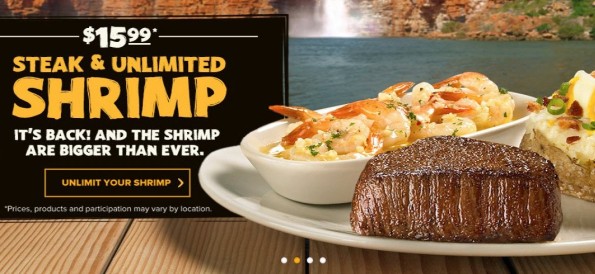 $15.99*
STEAK & UNLIMITED
SHRIMP
IT'S BACK! AND THE SHRIMP
ARE BIGGER THAN EVER.
UNLIMIT YOUR SHRIMP >
*Prices, products and participation may vary by location.